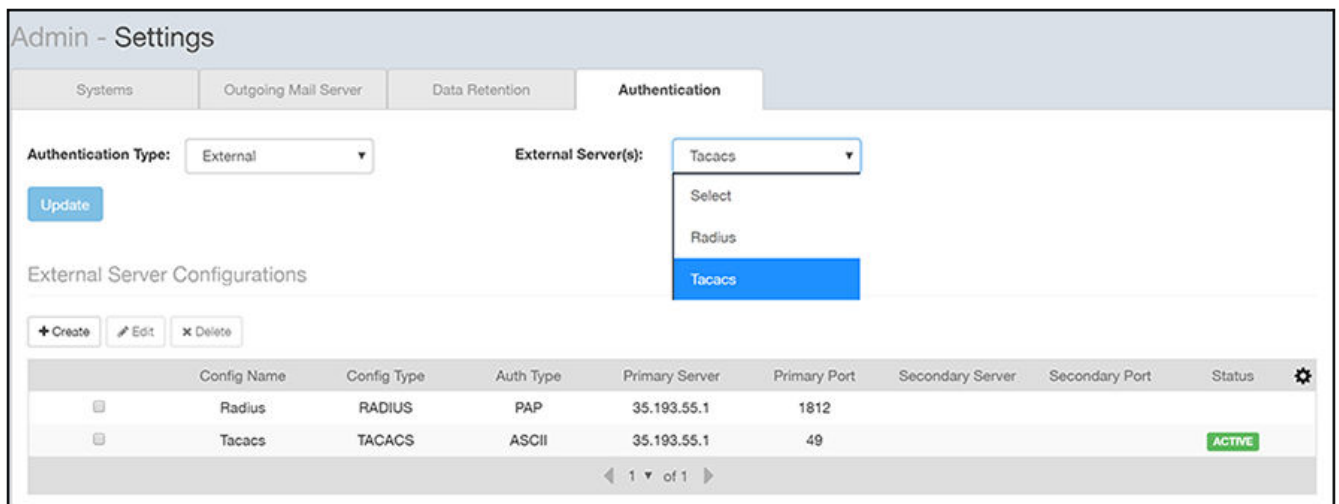 Admin - Settings
Systems Outgoing Mail Server Data Retention Authentication
Authentication Type: External External Server(s): Tacacs
Select
Update
Radius
External Server Configurations
Tacacs
Create Edit Delete
Config Name Config Type Auth Type Primary Server Primary Port Secondary Server Secondary Port Status
Radius RADIUS PAP 35.193.55.1 1812
Tacacs TACACS ASCII 35.193.55.1 49 ACTIVE
1 of 1